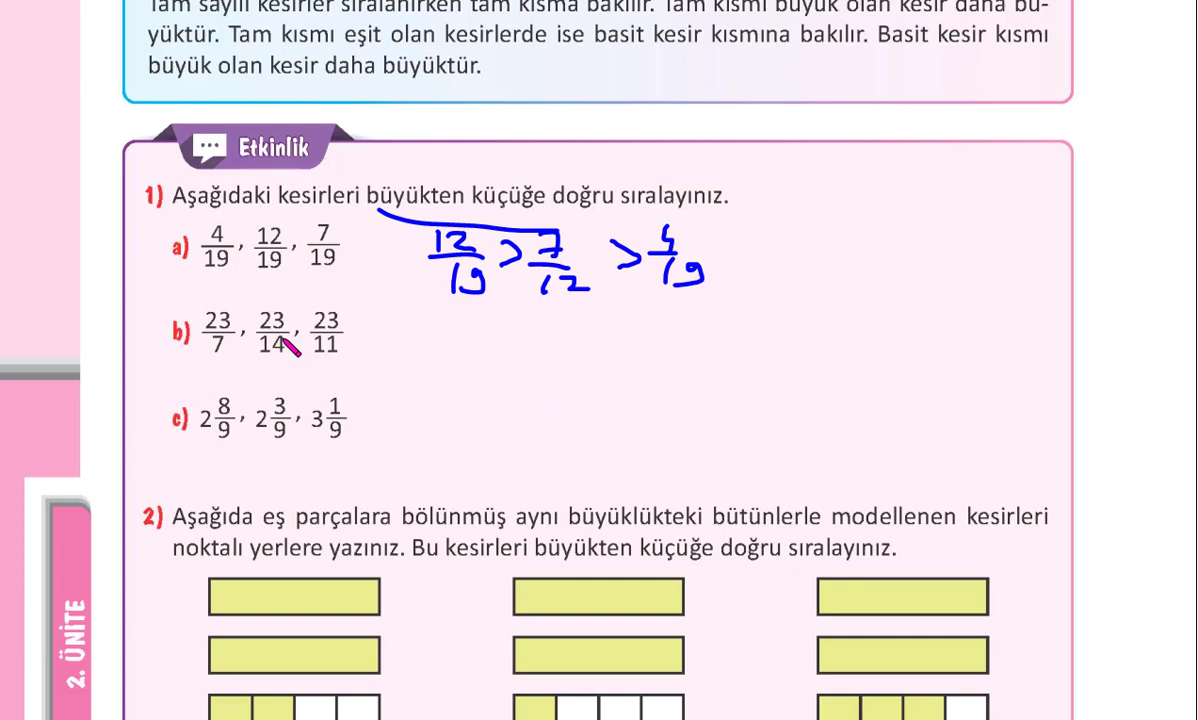 Tam sayılı kesirler sıralanırken tam kısma bakılır. Tam kısmı büyük olan kesir daha bü-
yüktür. Tam kısmı eşit olan kesirlerde ise basit kesir kısmına bakılır. Basit kesir kısmı
büyük olan kesir daha büyüktür.
Etkinlik
1) Aşağıdaki kesirleri büyükten küçüğe doğru sıralayınız.
a) 4/19, 12/19, 7/19 12/19 > 7/12 > 4/19
b) 23/7, 23/14, 23/11
c) 2 8/9, 2 3/9, 3 1/9
2) Aşağıda eş parçalara bölünmüş aynı büyüklükteki bütünlerle modellenen kesirleri
noktalı yerlere yazınız. Bu kesirleri büyükten küçüğe doğru sıralayınız.
2. ÜNİTE